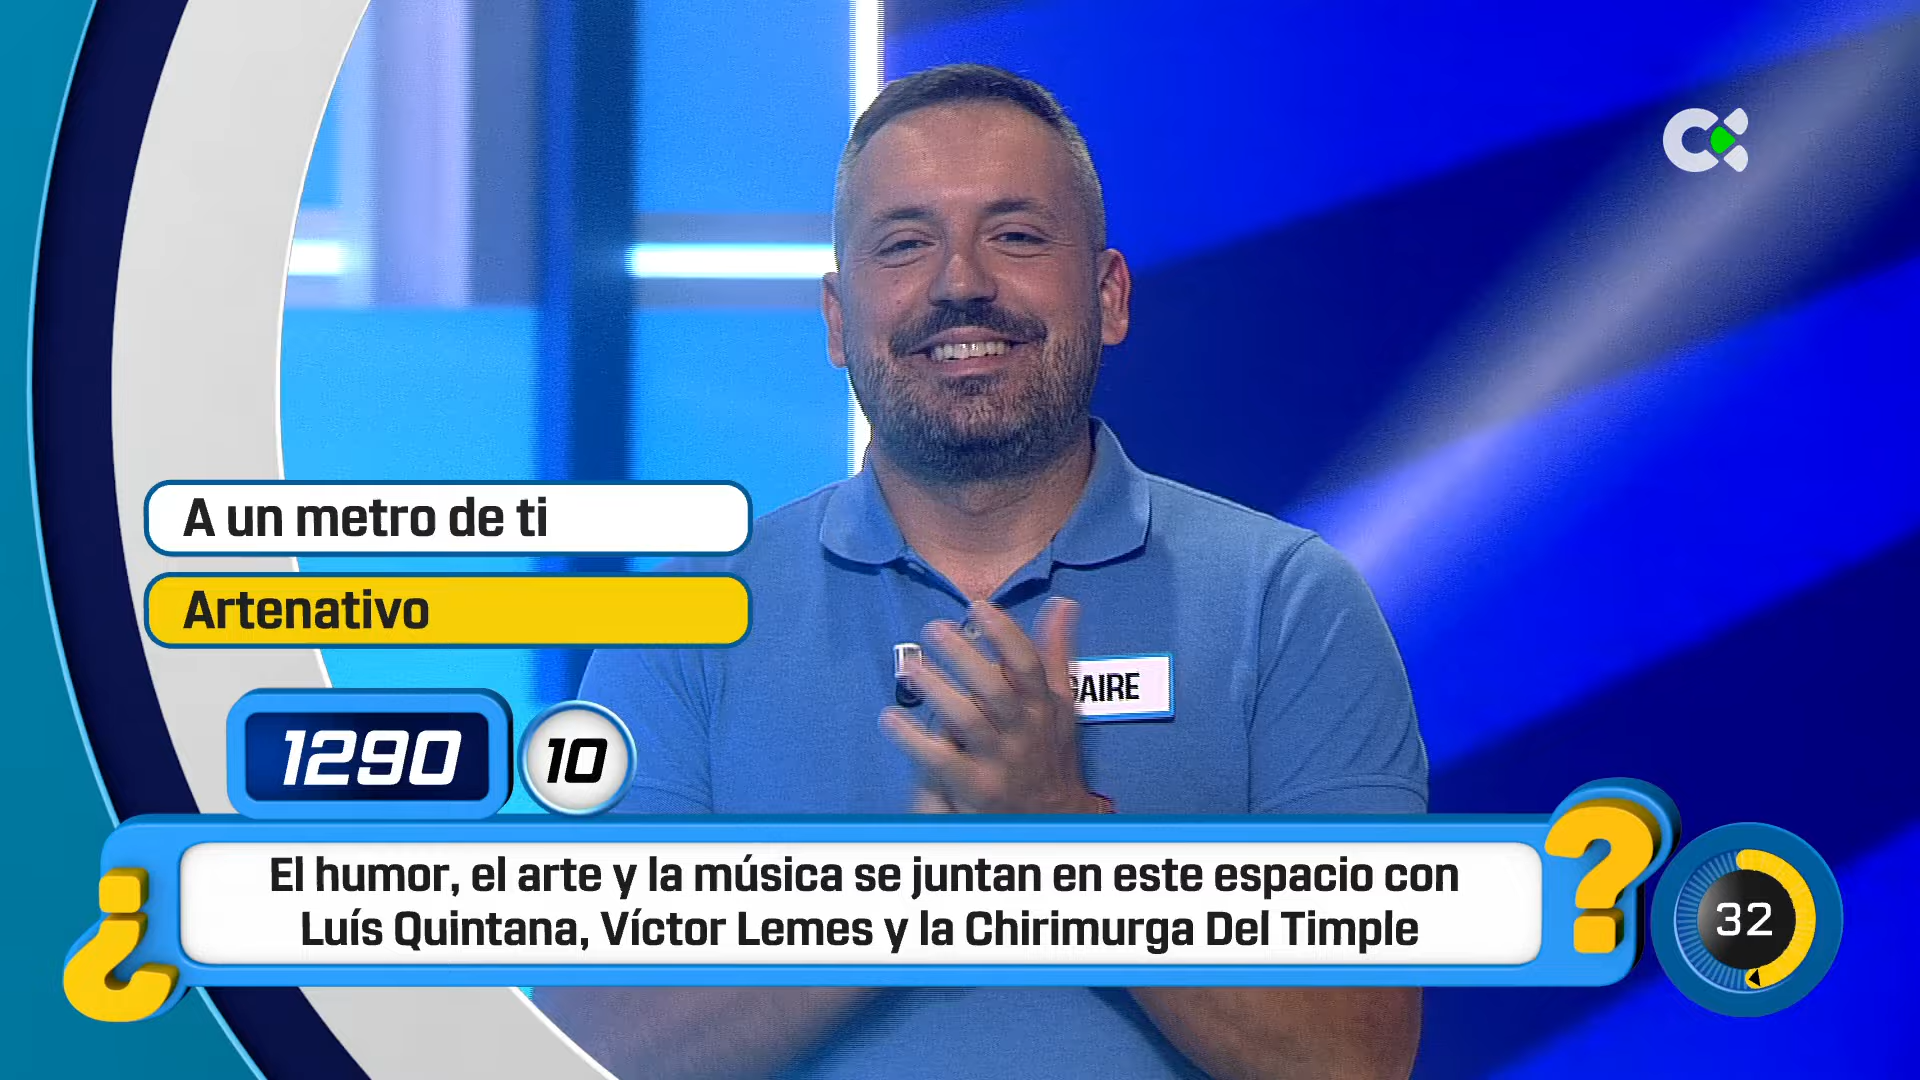 A un metro de ti
Artenativo
AIRE
1290
10
El humor, el arte y la música se juntan en este espacio con
Luís Quintana, Víctor Lemes y la Chirimurga Del Timple
32